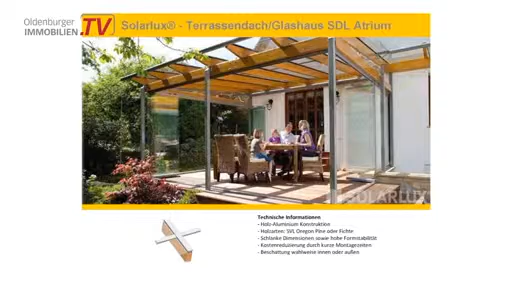 Oldenburger
IMMOBILIEN.TV
Solarlux® - Terrassendach/Glashaus SDL Atrium
SOLARLUX
Technische Informationen
- Holz-Aluminium Konstruktion
- Holzarten: SVL Oregon Pine oder Fichte
- Schlanke Dimensionen sowie hohe Formstabilität
- Kostenreduzierung durch kurze Montagezeiten
- Beschattung wahlweise innen oder außen